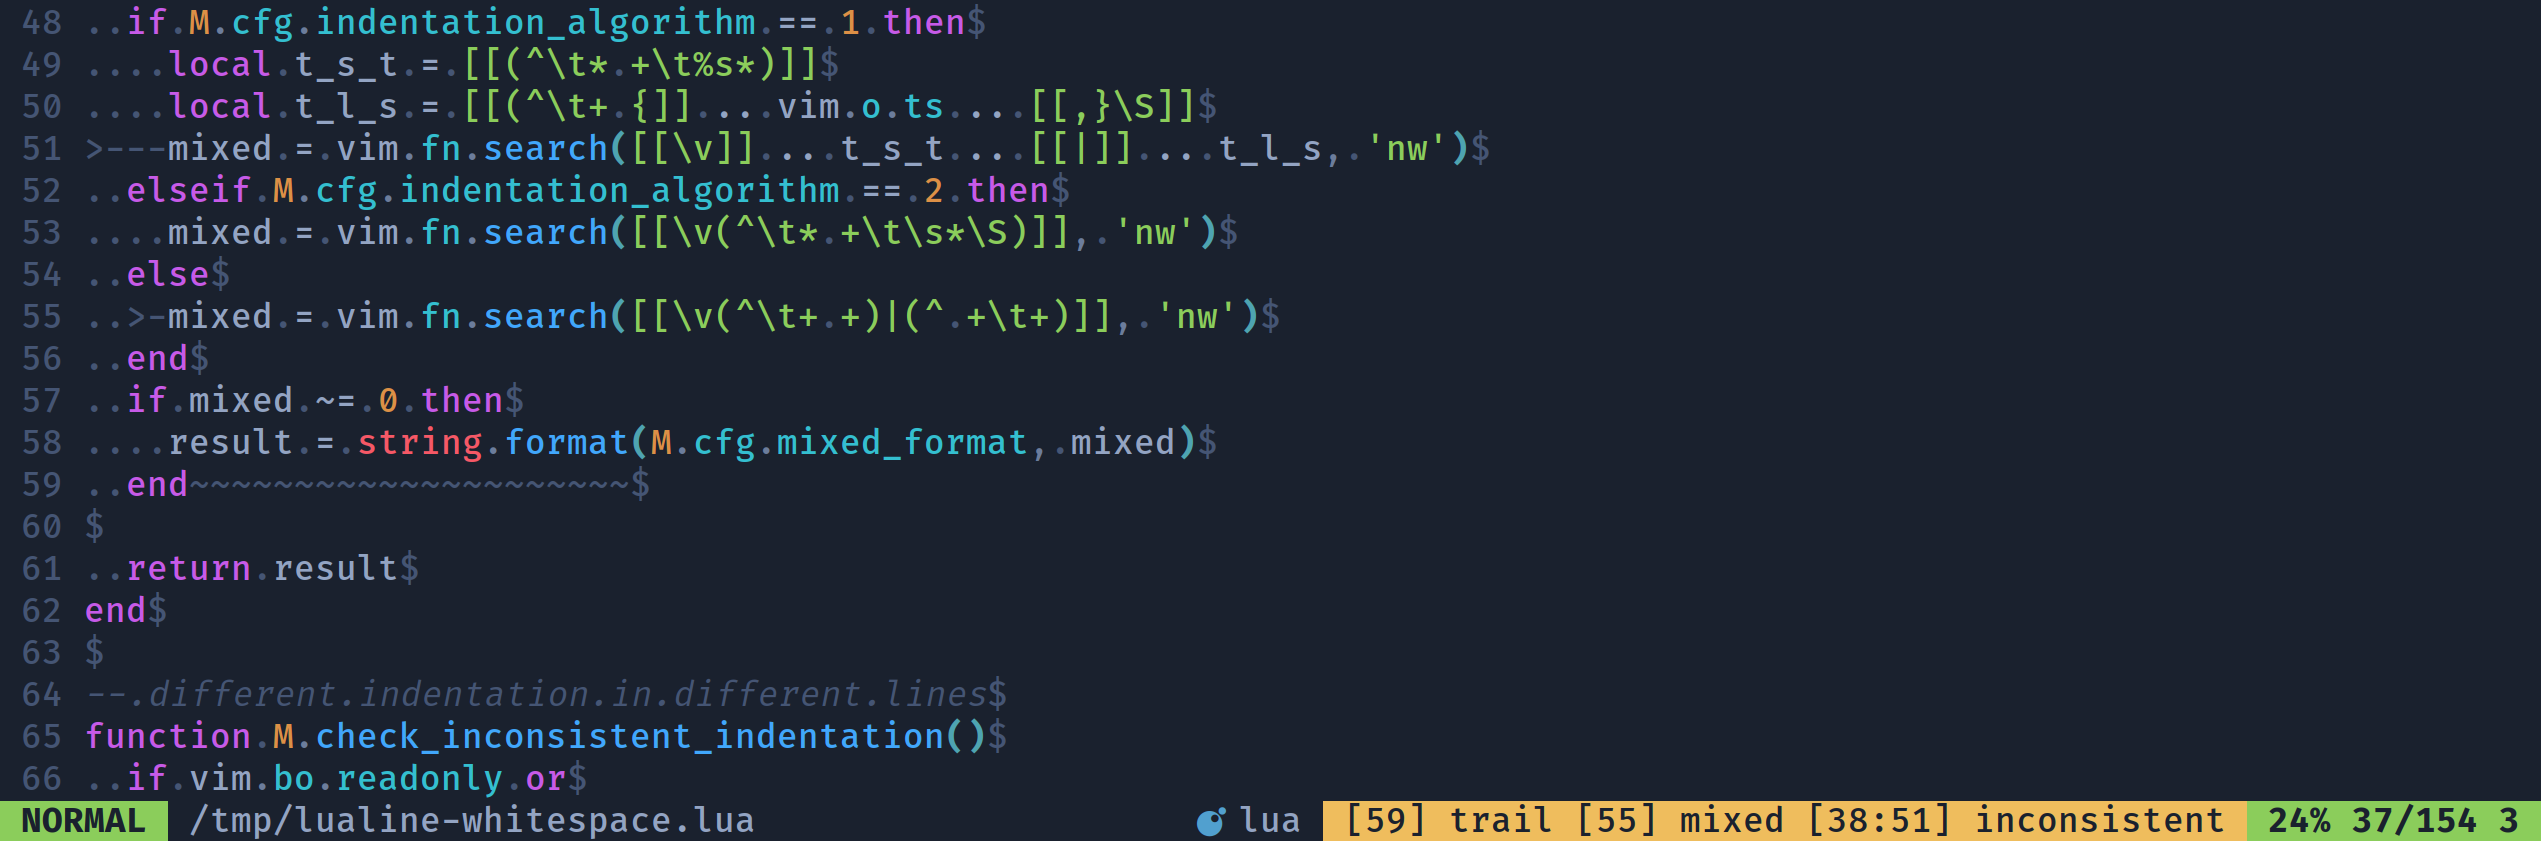 48 ..if.M.cfg.indentation_algorithm.==.1.then$
49 ....local.t_s_t.=.[[(^\t*.+\t%s*)]]$
50 ....local.t_l_s.=.[[(^\t+.{]]....vim.o.ts....[[,}\S]]$
51 >---mixed.=.vim.fn.search([[\v]]....t_s_t....[[|]]....t_l_s,.'nw')$
52 ..elseif.M.cfg.indentation_algorithm.==.2.then$
53 ....mixed.=.vim.fn.search([[\v(^\t*.+\t\s*\S)]],.'nw')$
54 ..else$
55 ..>-mixed.=.vim.fn.search([[\v(^\t+.+)|(^.+\t+)]],.'nw')$
56 ..end$
57 ..if.mixed.~=.0.then$
58 ....result.=.string.format(M.cfg.mixed_format,.mixed)$
59 ..end~~~~~~~~~~~~~~~~~~~~~$
60 $
61 ..return.result$
62 end$
63 $
64 --.different.indentation.in.different.lines$
65 function.M.check_inconsistent_indentation()$
66 ..if.vim.bo.readonly.or$
NORMAL /tmp/lualine-whitespace.lua lua [59] trail [55] mixed [38:51] inconsistent 24% 37/154 3